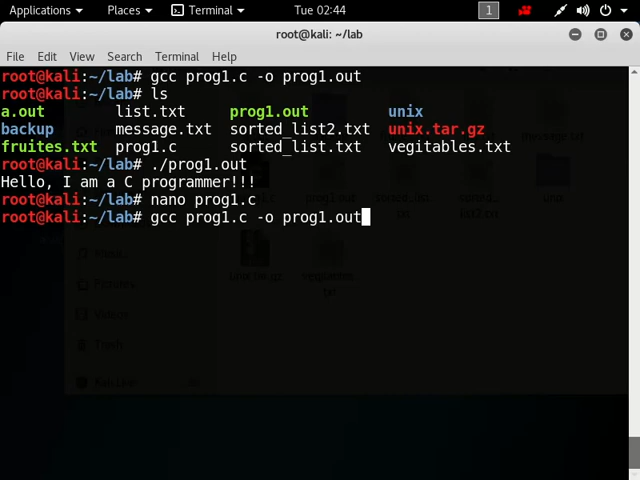 Applications Places Terminal Tue 02:44 1
root@kali: ~/lab
File Edit View Search Terminal Help
root@kali:~/lab# gcc prog1.c -o prog1.out
root@kali:~/lab# ls
a.out list.txt prog1.out unix
backup message.txt sorted_list2.txt unix.tar.gz
fruites.txt prog1.c sorted_list.txt vegitables.txt
root@kali:~/lab# ./prog1.out
Hello, I am a C programmer!!!
root@kali:~/lab# nano prog1.c
root@kali:~/lab# gcc prog1.c -o prog1.out
Pictures
Videos
Trash